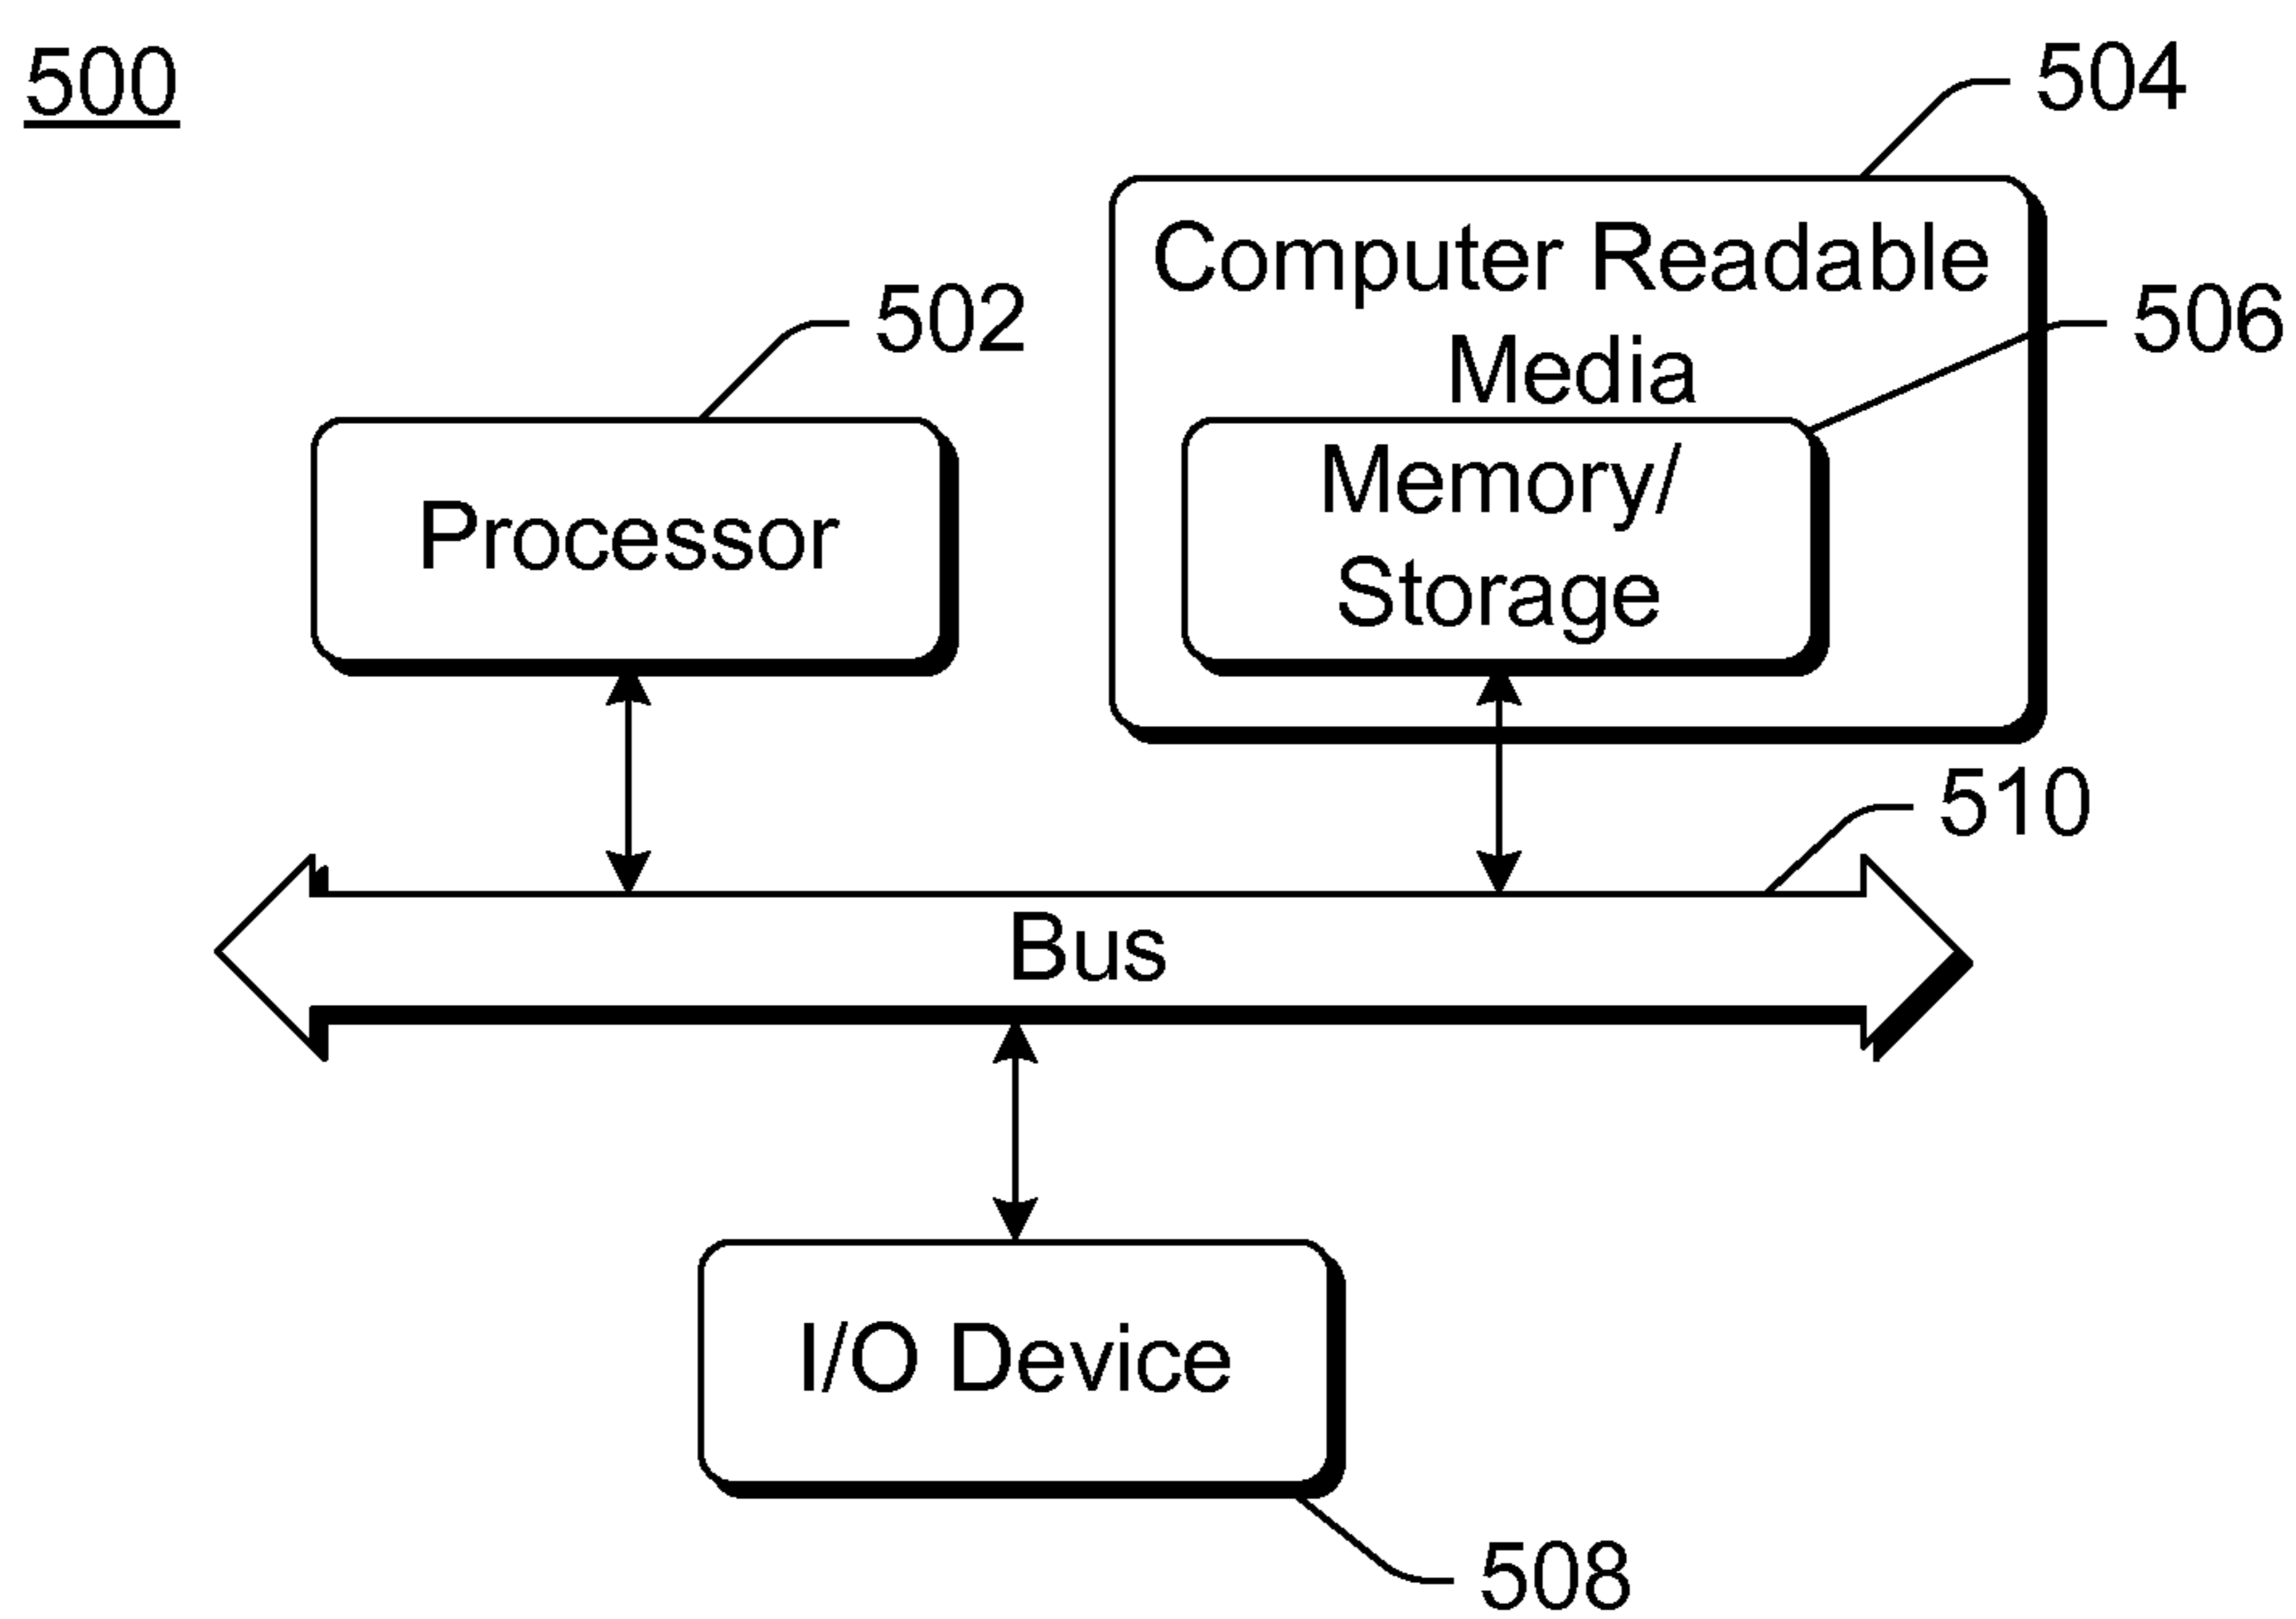 500
504
Computer Readable
Media
506
502
Processor
Memory/
Storage
510
Bus
I/O Device
508